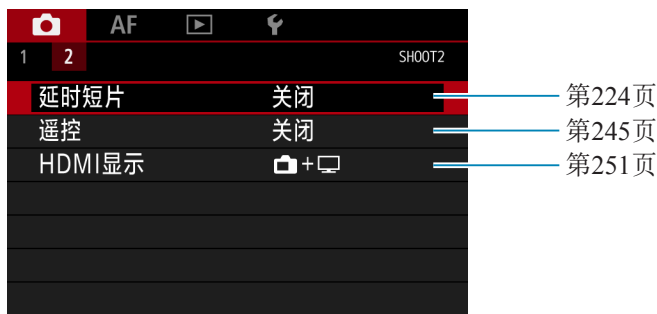 AF
1 2 SHOOT2
延时短片 关闭 第224页
遥控 关闭 第245页
HDMI显示 + 第251页